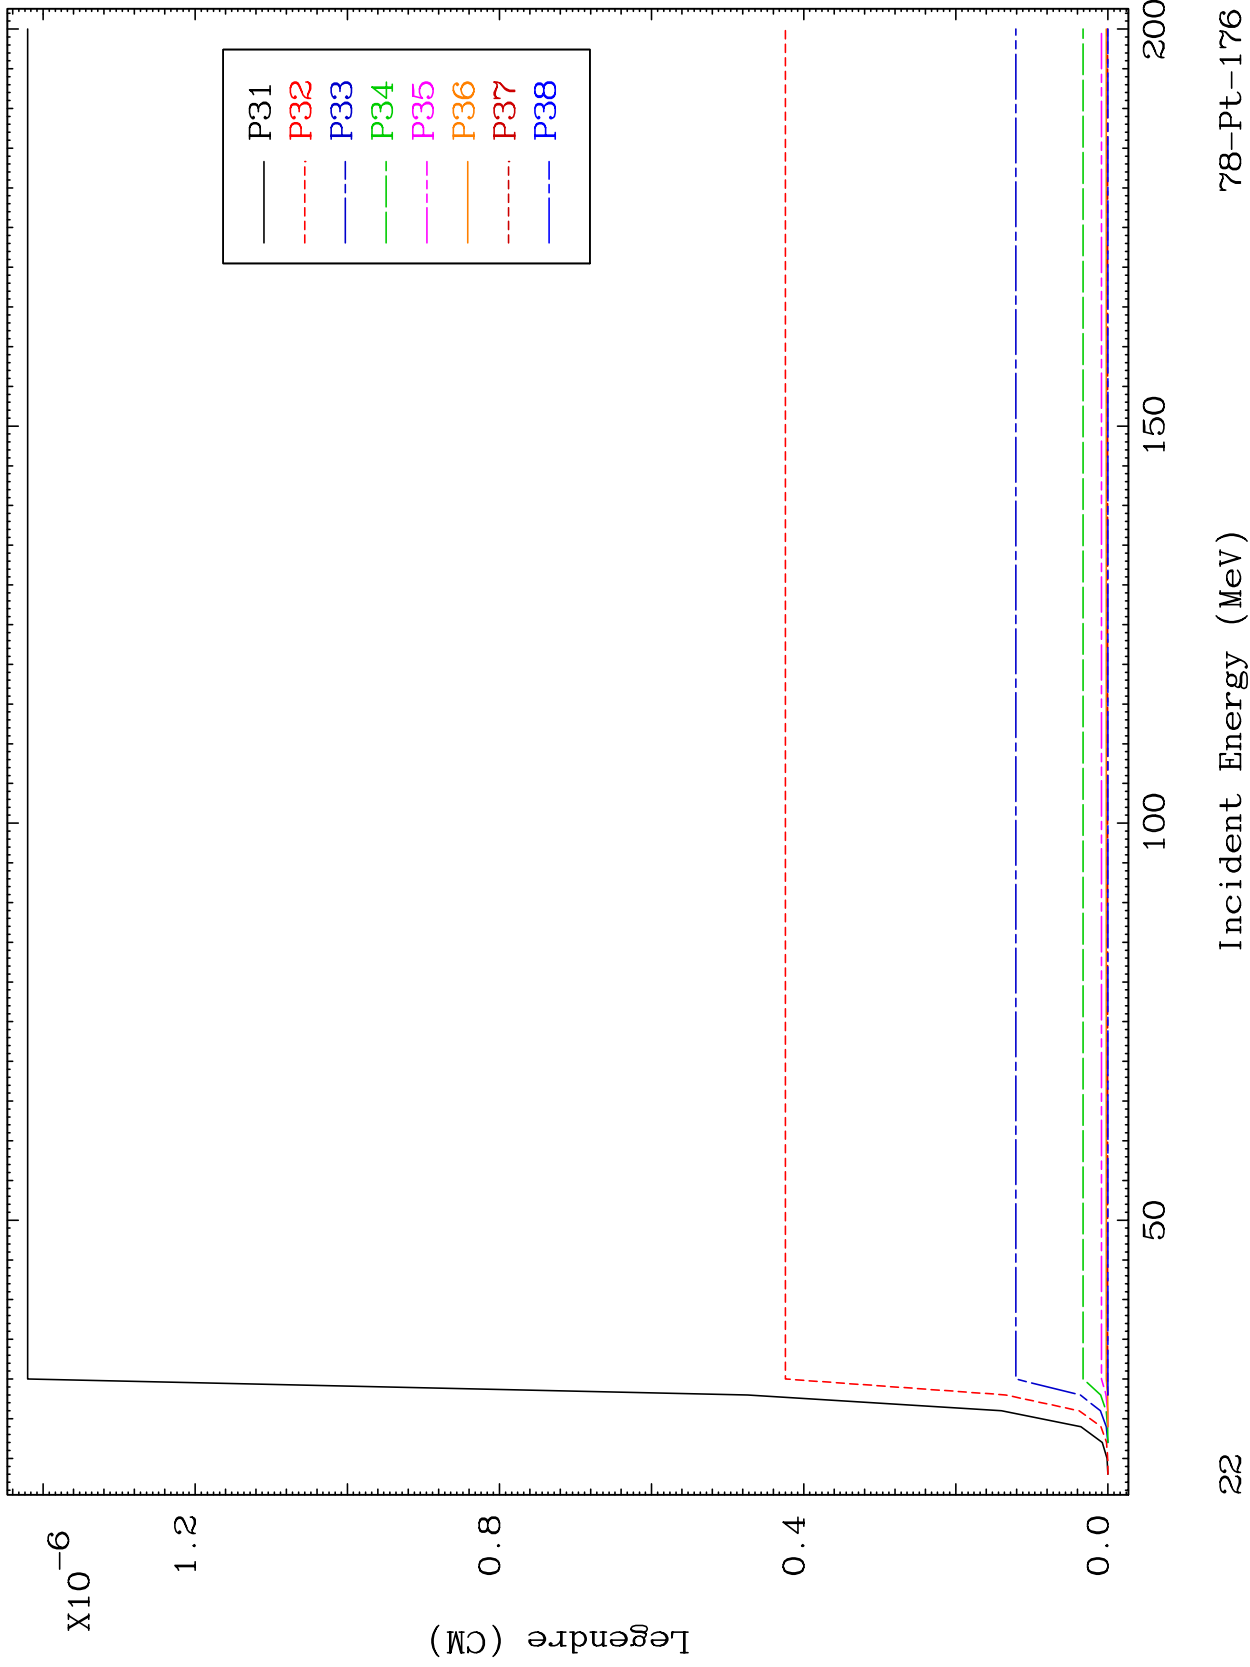 X10-6
1.2
0.8
0.4
0.0
Legendre (CM)
P31
P32
P33
P34
P35
P36
P37
P38
50
100
150
200
22
Incident Energy (MeV)
78-Pt-176